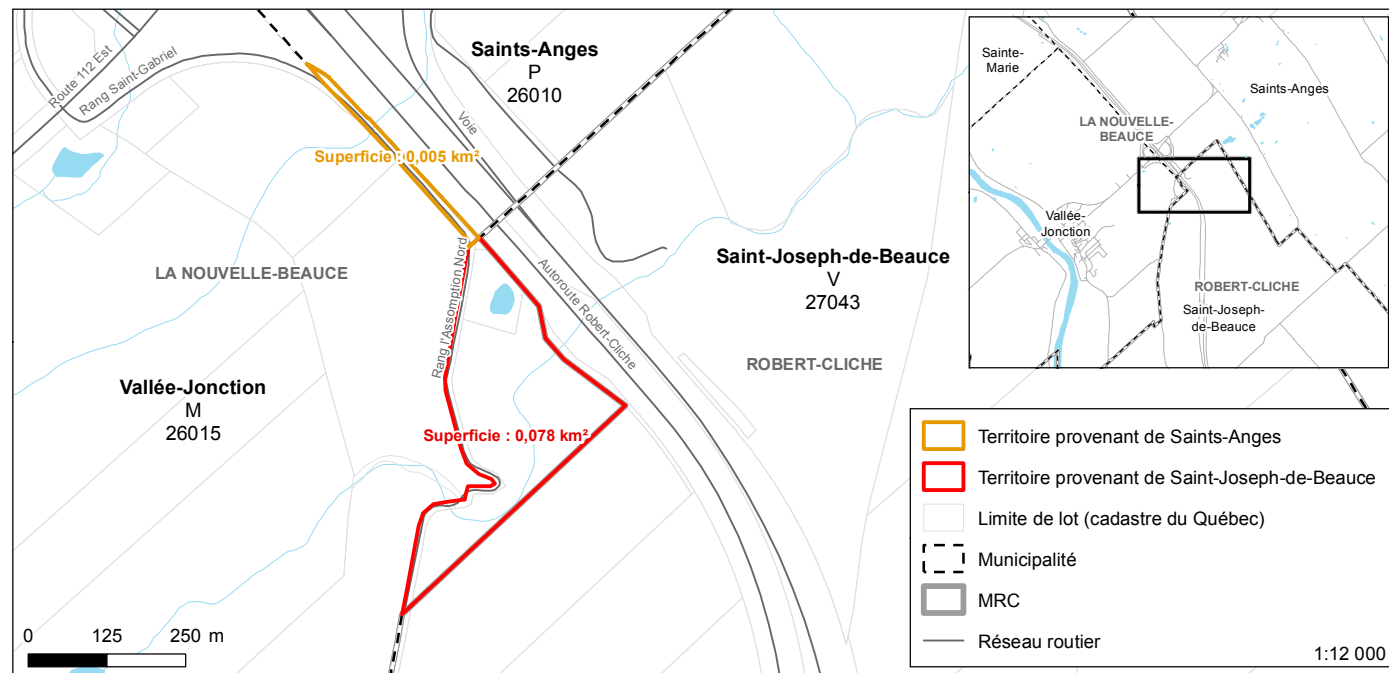 Saints-Anges
P
26010
Route 112 Est
Rang Saint-Gabriel
Voie
Superficie : 0,005 km²
LA NOUVELLE-BEAUCE
Rang l'Assomption Nord
Autoroute Robert-Cliche
Saint-Joseph-de-Beauce
V
27043
ROBERT-CLICHE
Vallée-Jonction
M
26015
Superficie : 0,078 km²
0 125 250 m
Sainte-
Marie
Saints-Anges
LA NOUVELLE-
BEAUCE
Vallée-
Jonction
ROBERT-CLICHE
Saint-Joseph-
de-Beauce
Territoire provenant de Saints-Anges
Territoire provenant de Saint-Joseph-de-Beauce
Limite de lot (cadastre du Québec)
Municipalité
MRC
Réseau routier
1:12 000